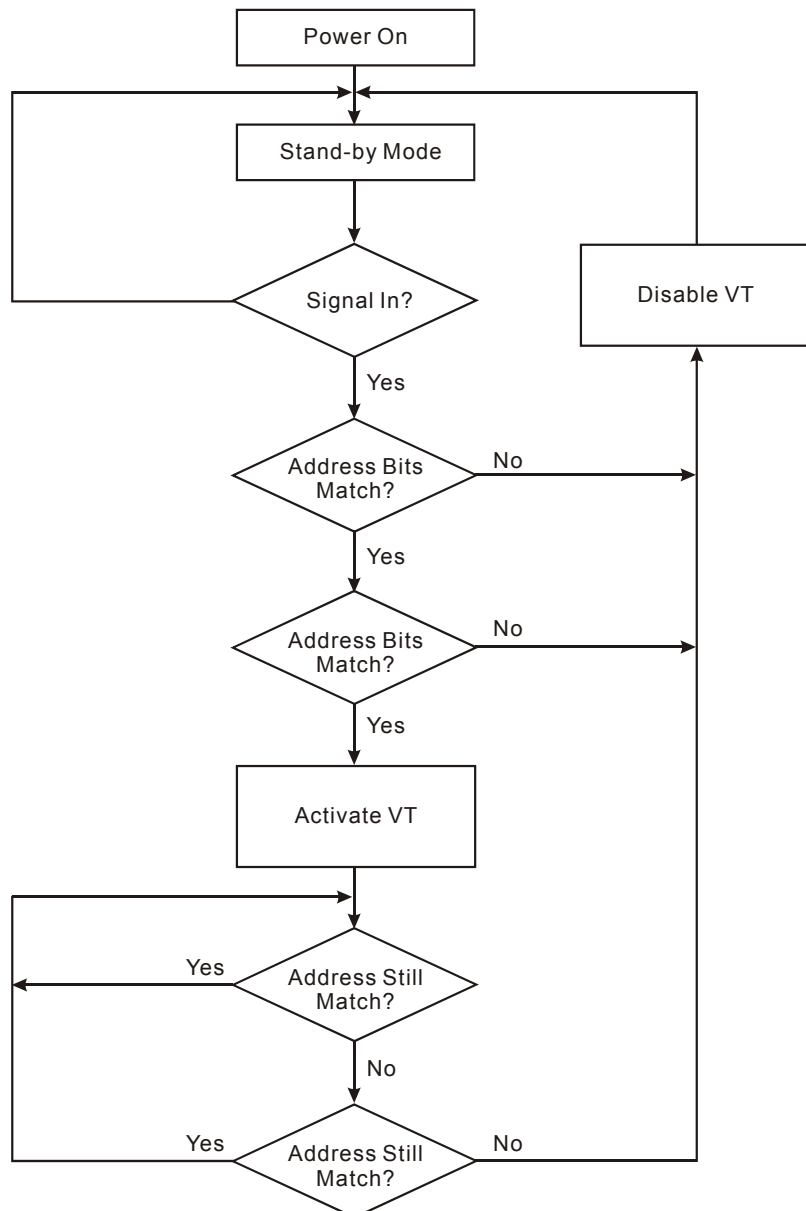 Power On
Stand-by Mode
Signal In?
Disable VT
Yes
Address Bits
Match?
No
Yes
Address Bits
Match?
No
Yes
Activate VT
Yes
Address Still
Match?
No
Yes
Address Still
Match?
No